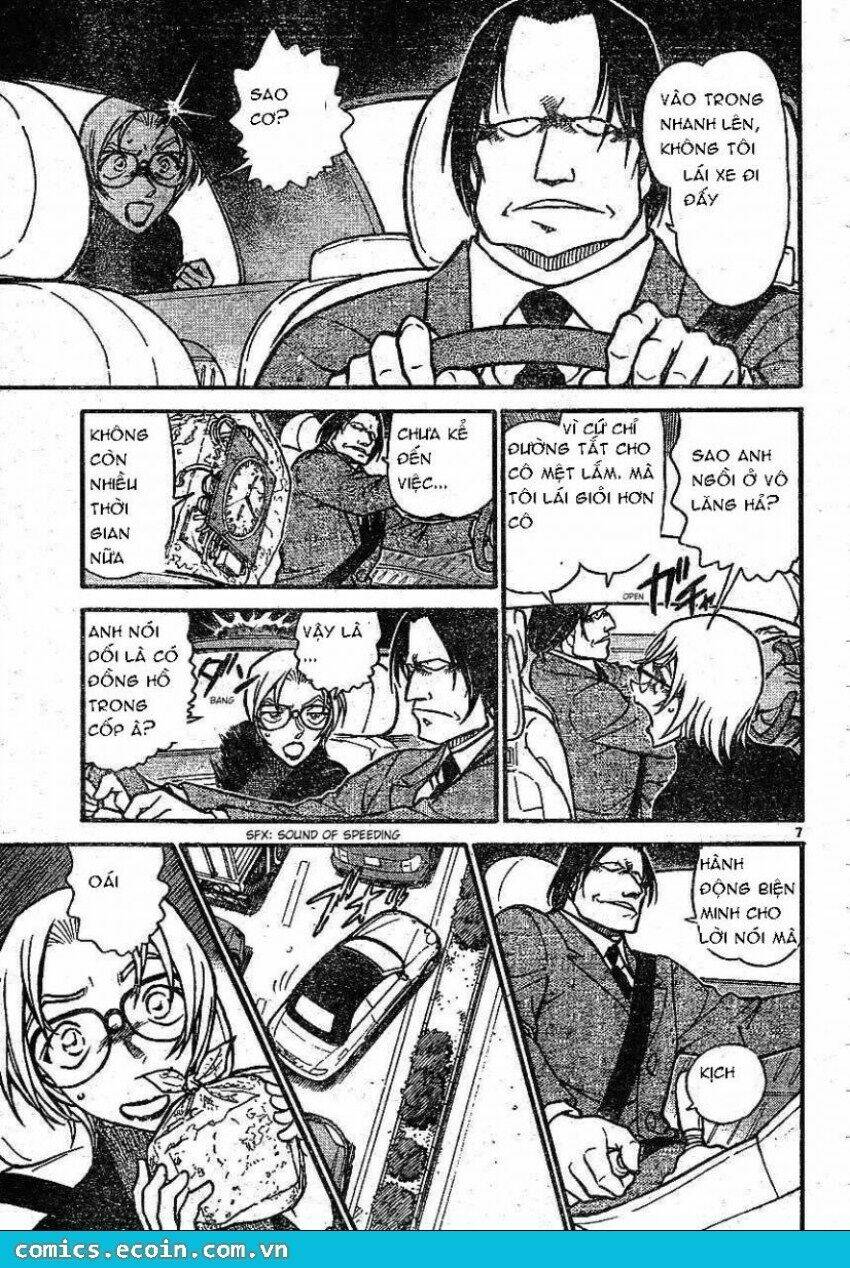 VÀO TRONG
NHANH LÊN,
KHÔNG TÔI
LÁI XE ĐI
ĐẤY
SAO
CƠ?
SAO ANH
NGỒI Ở VÔ
LĂNG HẢ?
VÌ CỨ CHỈ
ĐƯỜNG TẮT CHO
CÔ MỆT LẮM. MÀ
TÔI LÁI GIỎI HƠN
CÔ
OPEN
ガチャ
CHƯA KỂ
ĐẾN
VIỆC...
KHÔNG
CÒN
NHIỀU
THỜI
GIAN
NỮA
VẬY LÀ
...
ANH NÓI
DỐI LÀ CÓ
ĐỒNG HỒ
TRONG
CỐP À?
BANG
SFX: SOUND OF SPEEDING
7
HÀNH
ĐỘNG BIỆN
MINH CHO
LỜI NÓI MÀ
KỊCH
OÁI
comics.ecoin.com.vn